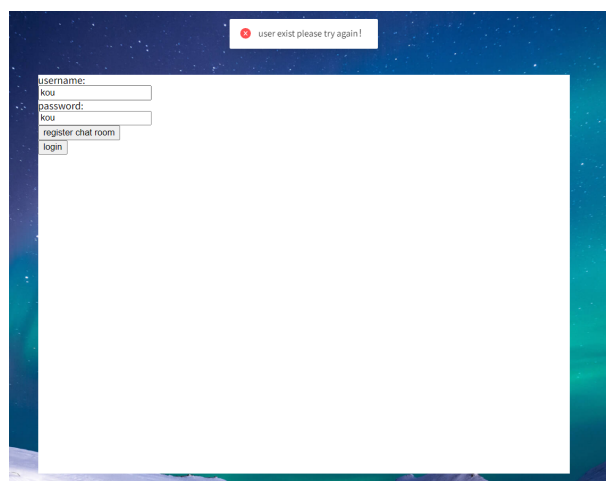 user exist please try again!
username:
kou
password:
kou
register chat room
login